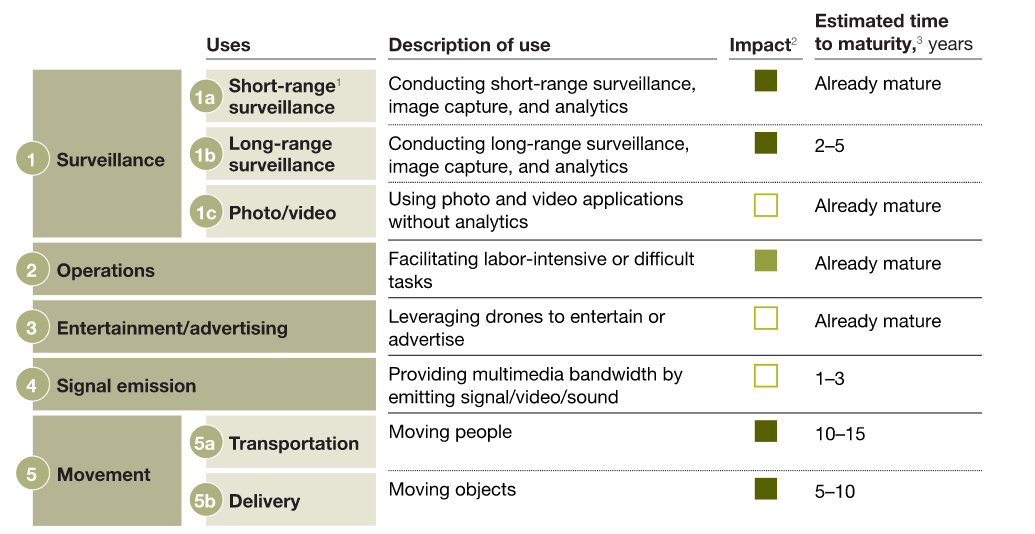 Uses
Description of use
Impact2
Estimated time
to maturity,3 years
1 Surveillance
1a Short-range1
surveillance
Conducting short-range surveillance,
image capture, and analytics
Already mature
1b Long-range
surveillance
Conducting long-range surveillance,
image capture, and analytics
2–5
1c Photo/video
Using photo and video applications
without analytics
Already mature
2 Operations
Facilitating labor-intensive or difficult
tasks
Already mature
3 Entertainment/advertising
Leveraging drones to entertain or
advertise
Already mature
4 Signal emission
Providing multimedia bandwidth by
emitting signal/video/sound
1–3
5 Movement
5a Transportation
Moving people
10–15
5b Delivery
Moving objects
5–10